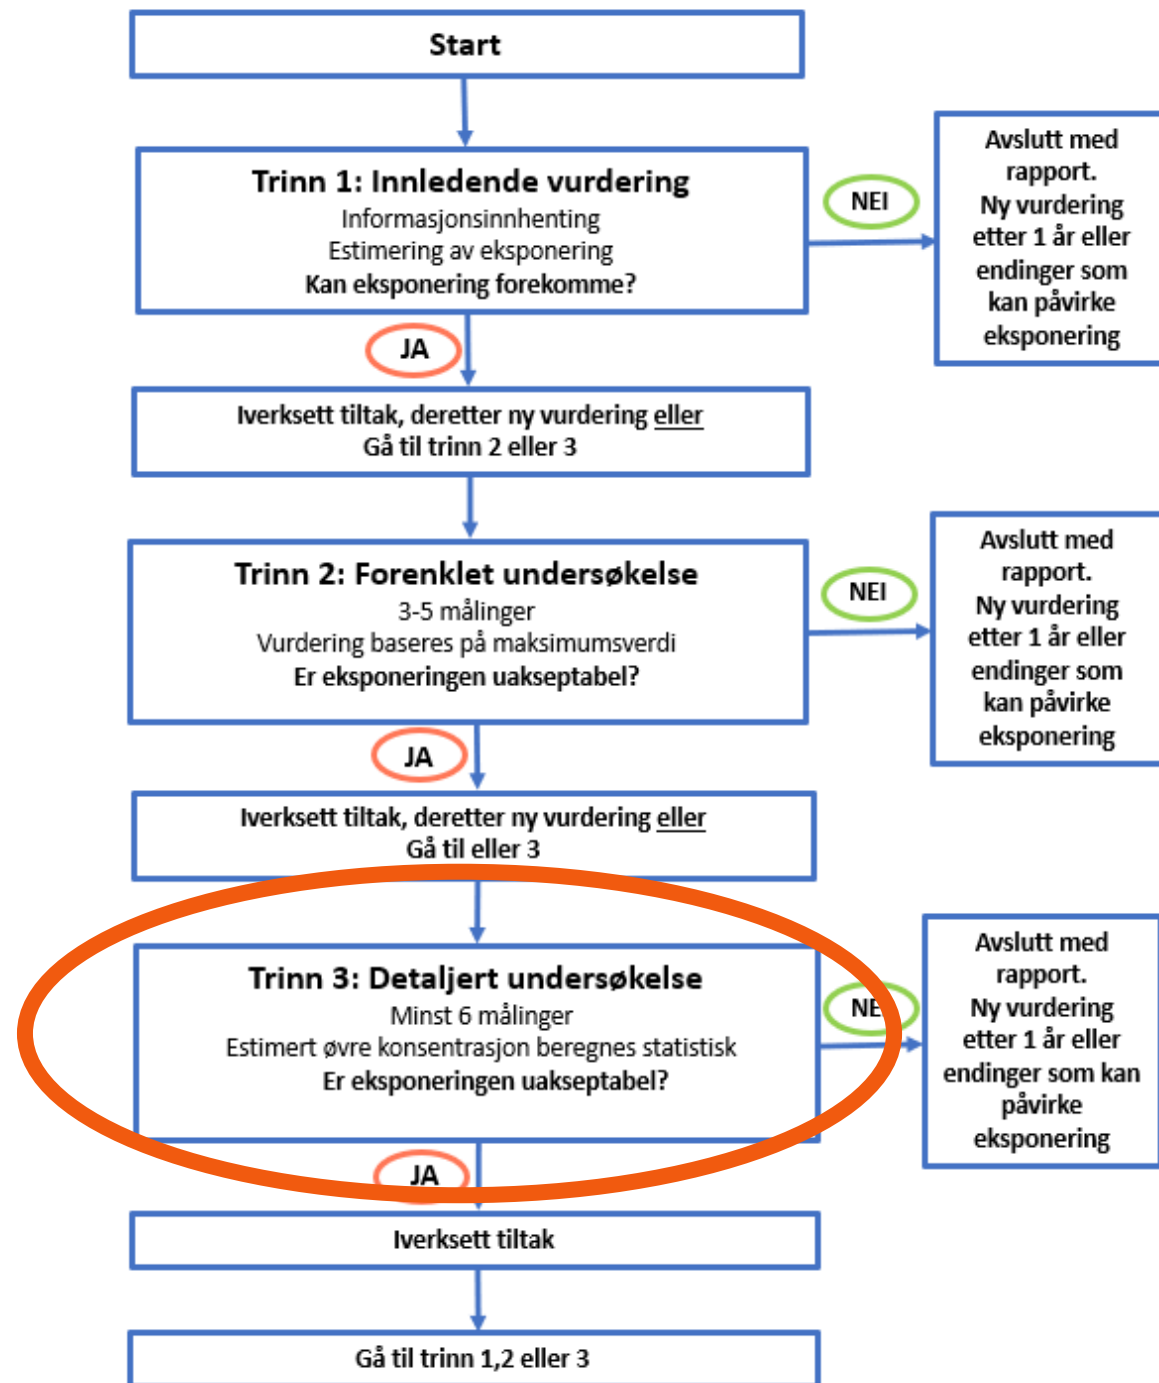 Start
Trinn 1: Innledende vurdering
Informasjonsinnhenting
Estimering av eksponering
Kan eksponering forekomme?
NEI
Avslutt med
rapport.
Ny vurdering
etter 1 år eller
endinger som
kan påvirke
eksponering
JA
Iverksett tiltak, deretter ny vurdering eller
Gå til trinn 2 eller 3
Trinn 2: Forenklet undersøkelse
3-5 målinger
Vurdering baseres på maksimumsverdi
Er eksponeringen uakseptabel?
NEI
Avslutt med
rapport.
Ny vurdering
etter 1 år eller
endinger som
kan påvirke
eksponering
JA
Iverksett tiltak, deretter ny vurdering eller
Gå til eller 3
Trinn 3: Detaljert undersøkelse
Minst 6 målinger
Estimert øvre konsentrasjon beregnes statistisk
Er eksponeringen uakseptabel?
NEI
Avslutt med
rapport.
Ny vurdering
etter 1 år eller
endinger som kan
påvirke
eksponering
JA
Iverksett tiltak
Gå til trinn 1,2 eller 3